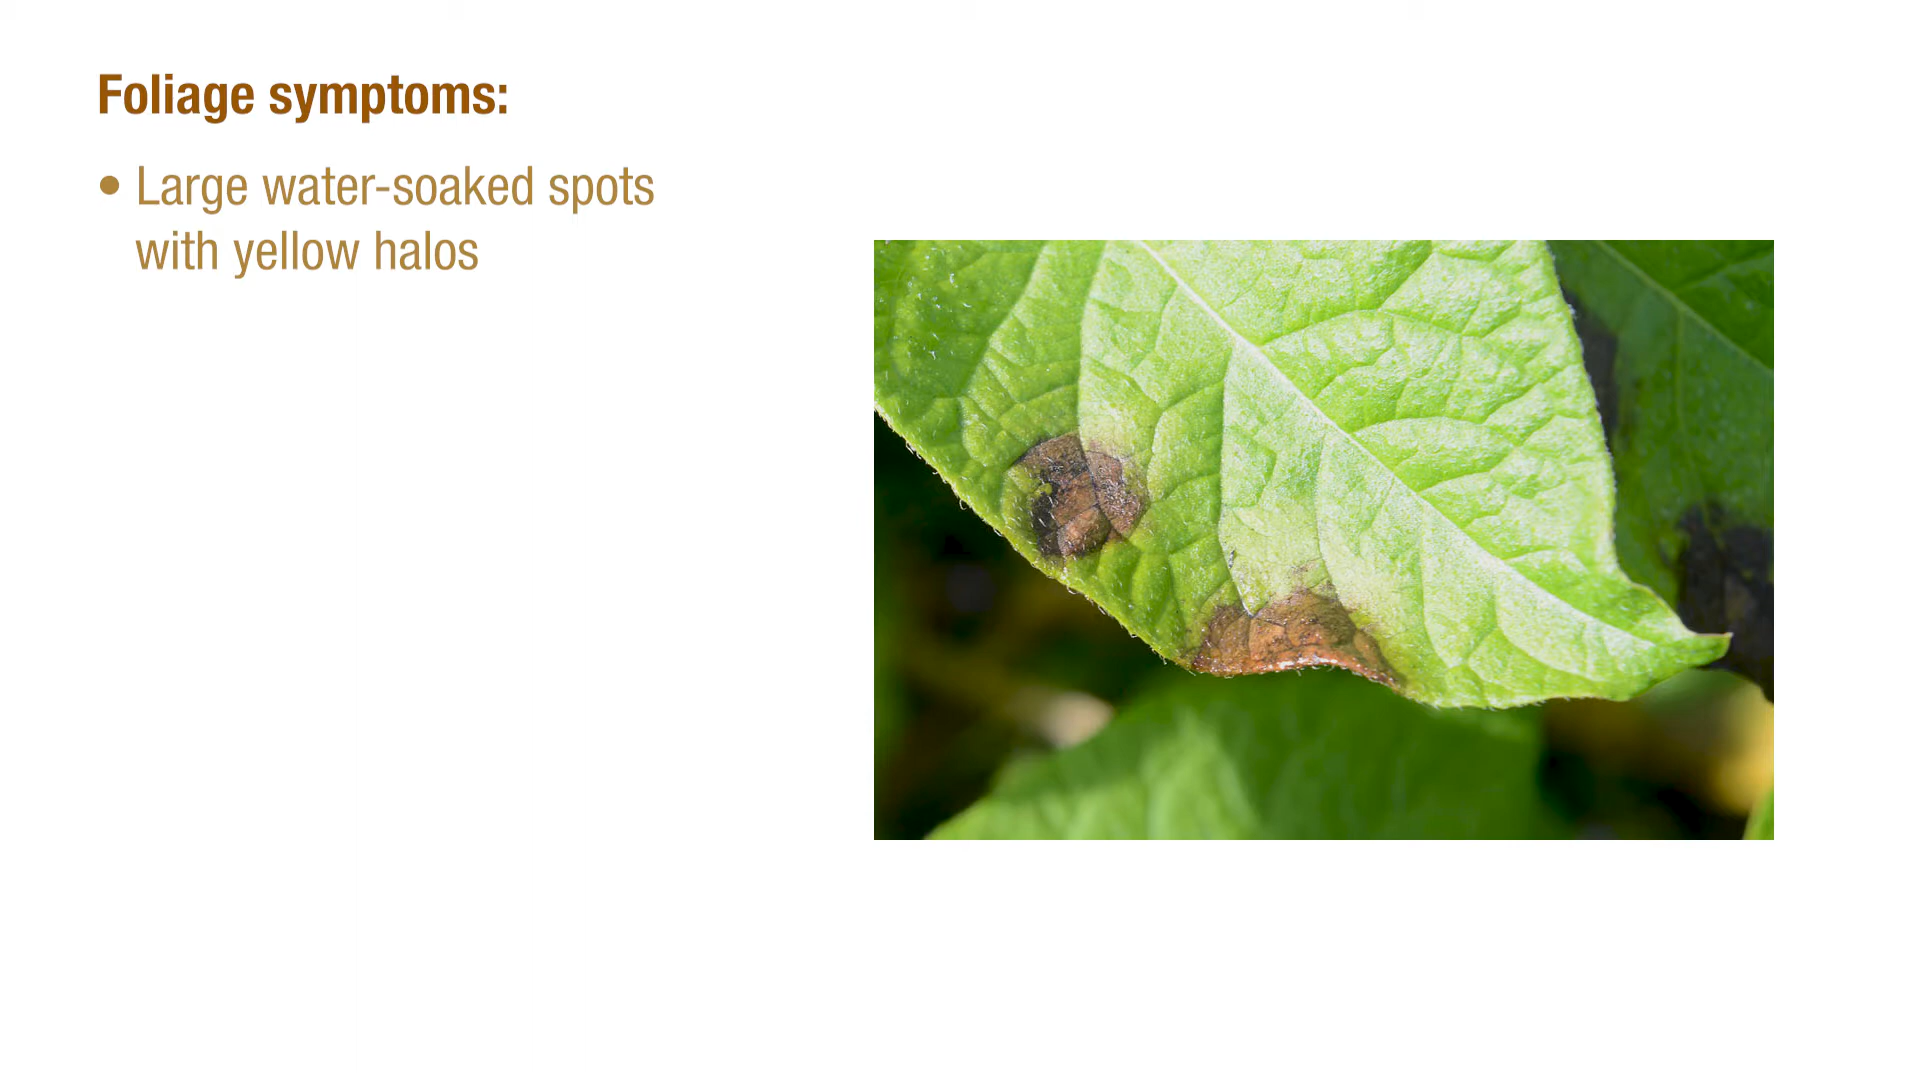 Foliage symptoms:
• Large water-soaked spots
with yellow halos